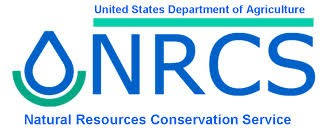 United States Department of Agriculture
NRCS
Natural Resources Conservation Service